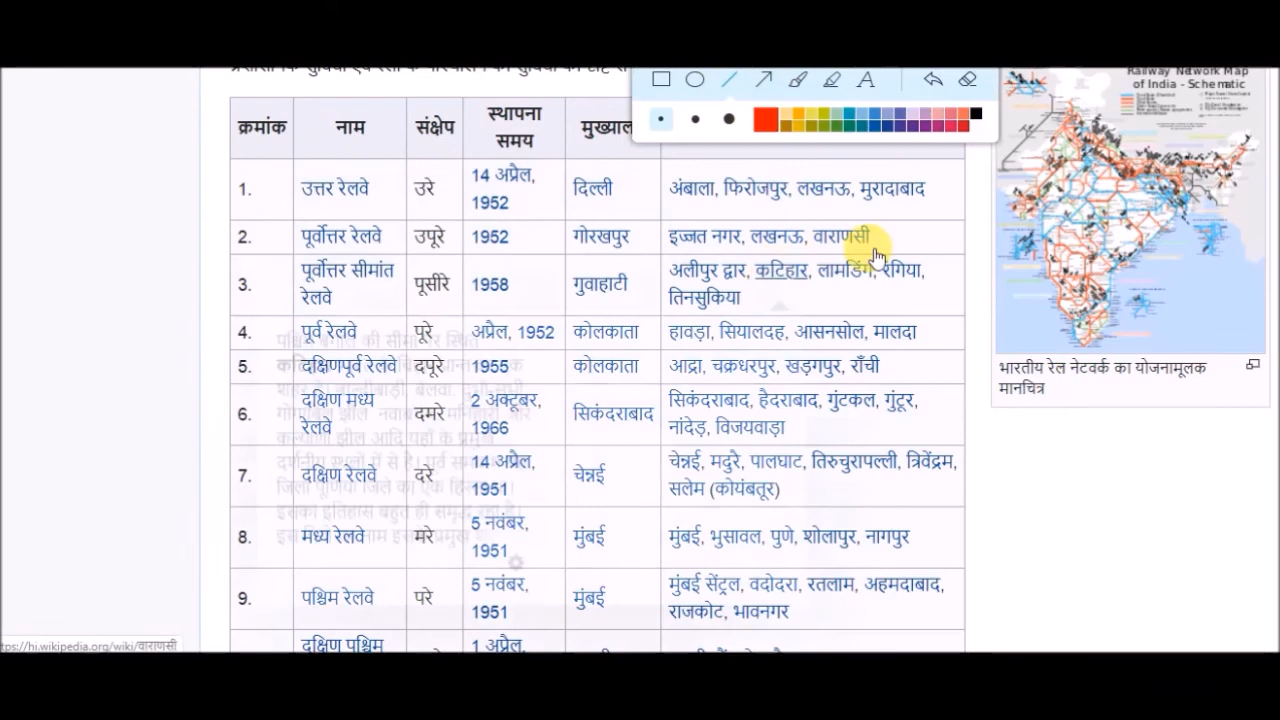 Railway Network Map
of India - Schematic
क्रमांक
नाम
संक्षेप
स्थापना
समय
14 अप्रैल,
1. उत्तर रेलवे उरे 1952 दिल्ली अंबाला, फिरोजपुर, लखनऊ, मुरादाबाद
2. पूर्वोत्तर रेलवे उपूरे 1952 गोरखपुर इज्जत नगर, लखनऊ, वाराणसी
पूर्वोत्तर सीमांत
अलीपुर द्वार, कटिहार, लामडिंग, रंगिया,
3. रेलवे पूसीरे 1958 गुवाहाटी तिनसुकिया
4. पूर्व रेलवे पूरे अप्रैल, 1952 कोलकाता हावड़ा, सियालदह, आसनसोल, मालदा
5. दक्षिणपूर्व रेलवे दपूरे 1955 कोलकाता आद्रा, चक्रधरपुर, खड़गपुर, राँची
दक्षिण मध्य 2 अक्टूबर, सिकंदराबाद, हैदराबाद, गुंटकल, गुंटूर,
6. रेलवे दमरे 1966 सिकंदराबाद नांदेड़, विजयवाड़ा
14 अप्रैल, चेन्नई, मदुरै, पालघाट, तिरुचुरापल्ली, त्रिवेंद्रम,
7. दक्षिण रेलवे दरे 1951 चेन्नई सलेम (कोयंबतूर)
5 नवंबर,
8. मध्य रेलवे मरे 1951 मुंबई मुंबई, भुसावल, पुणे, शोलापुर, नागपुर
5 नवंबर, मुंबई सेंट्रल, वदोदरा, रतलाम, अहमदाबाद,
9. पश्चिम रेलवे परे 1951 मुंबई राजकोट, भावनगर
दक्षिण पश्चिम 1 अप्रैल,
भारतीय रेल नेटवर्क का योजनामूलक
मानचित्र
tps://hi.wikipedia.org/wiki/वाराणसी